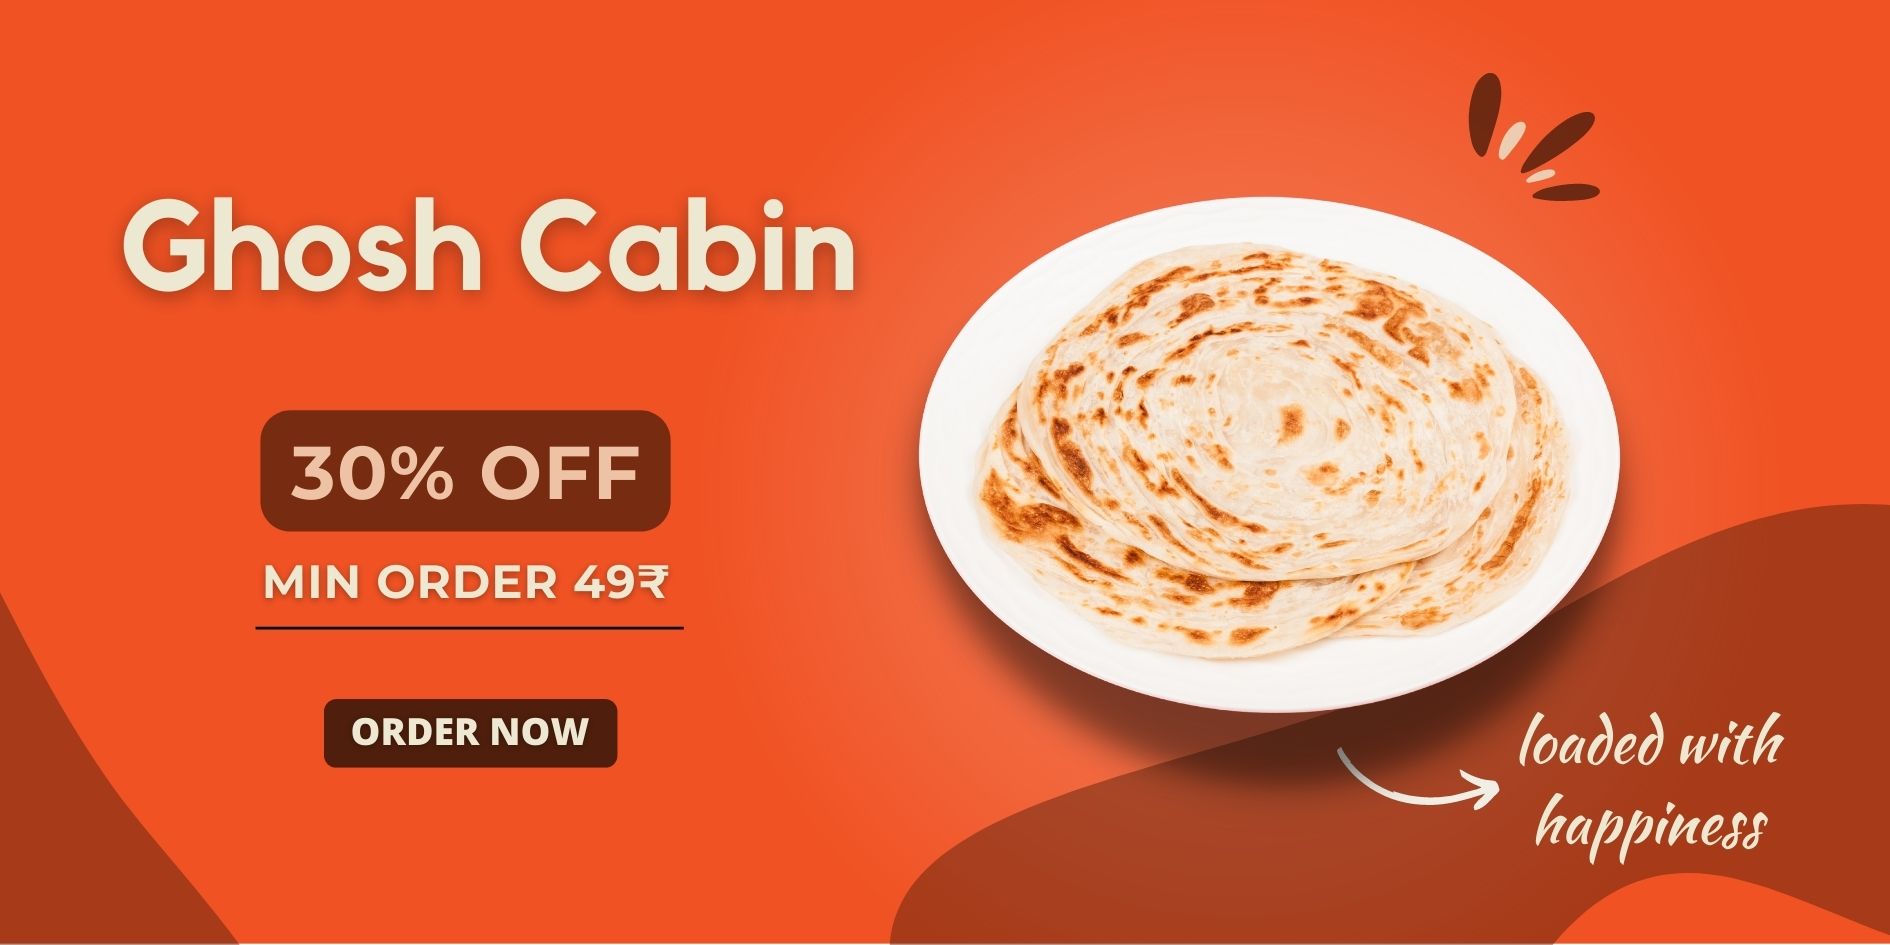 Ghosh Cabin
30% OFF
MIN ORDER 49₹
ORDER NOW
loaded with
happiness